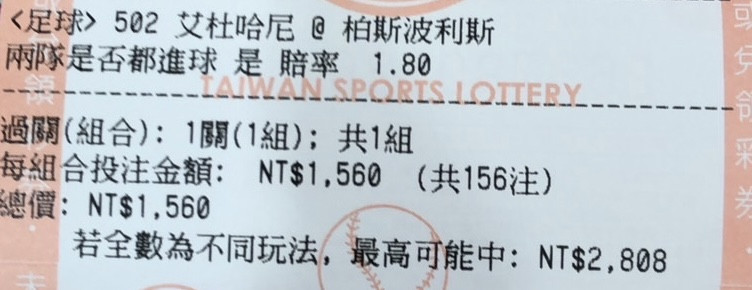 <足球> 502 艾杜哈尼 @ 柏斯波利斯
兩隊是否都進球 是 賠率 1.80
TAIWAN SPORTS LOTTERY
過關(組合): 1關(1組); 共1組
每組合投注金額: NT$1,560 (共156注)
總價: NT$1,560
若全數為不同玩法, 最高可能中: NT$2,808